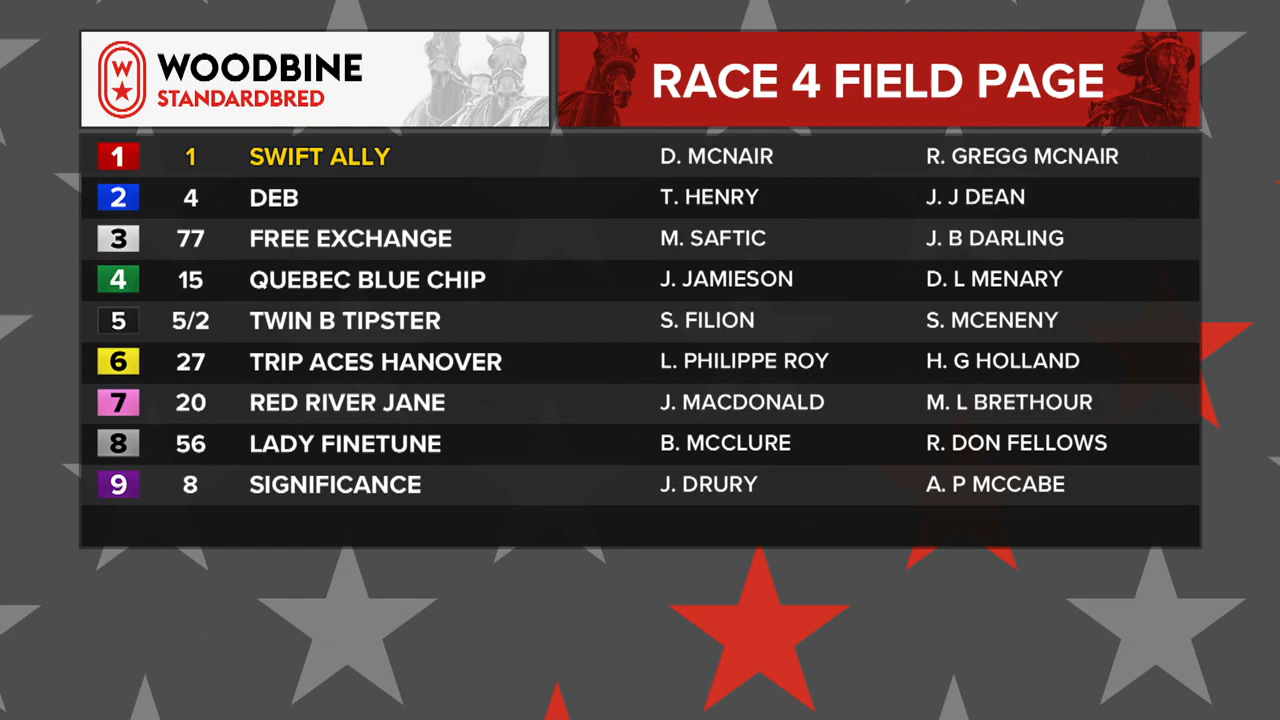 W
WOODBINE
STANDARDBRED
RACE 4 FIELD PAGE
1 1 SWIFT ALLY D. MCNAIR R. GREGG MCNAIR
2 4 DEB T. HENRY J. J DEAN
3 77 FREE EXCHANGE M. SAFTIC J. B DARLING
4 15 QUEBEC BLUE CHIP J. JAMIESON D. L MENARY
5 5/2 TWIN B TIPSTER S. FILION S. MCENENY
6 27 TRIP ACES HANOVER L. PHILIPPE ROY H. G HOLLAND
7 20 RED RIVER JANE J. MACDONALD M. L BRETHOUR
8 56 LADY FINETUNE B. MCCLURE R. DON FELLOWS
9 8 SIGNIFICANCE J. DRURY A. P MCCABE